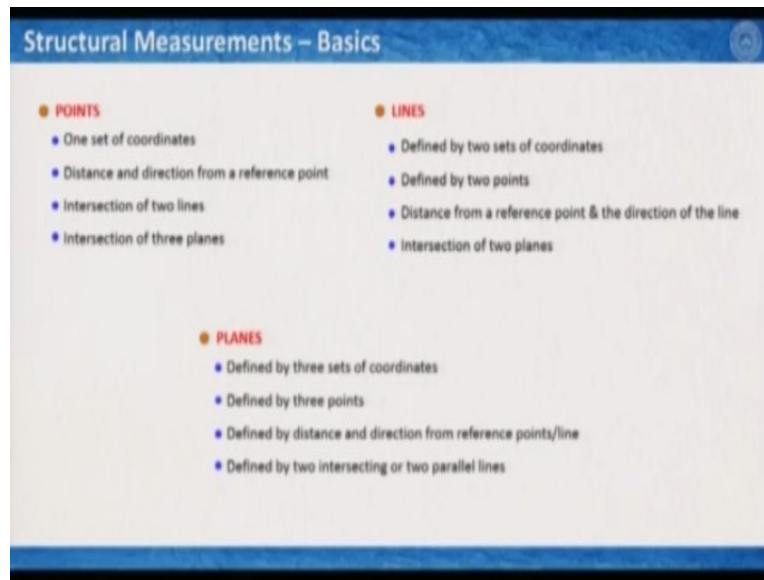 Structural Measurements – Basics
POINTS
One set of coordinates
Distance and direction from a reference point
Intersection of two lines
Intersection of three planes
LINES
Defined by two sets of coordinates
Defined by two points
Distance from a reference point & the direction of the line
Intersection of two planes
PLANES
Defined by three sets of coordinates
Defined by three points
Defined by distance and direction from reference points/line
Defined by two intersecting or two parallel lines